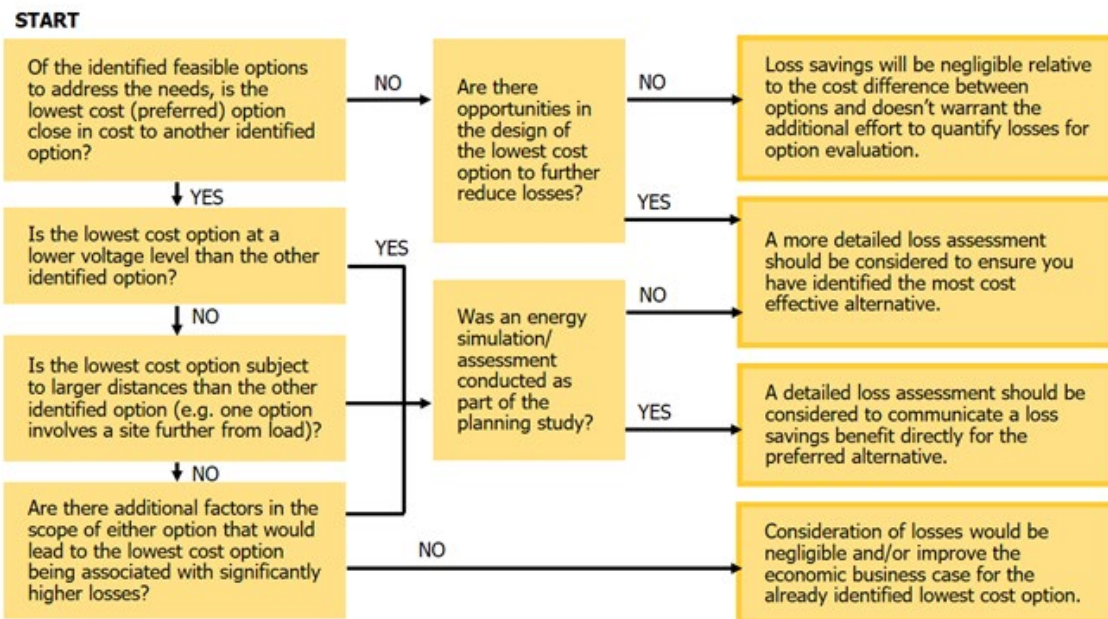 START
Of the identified feasible options
to address the needs, is the
lowest cost (preferred) option
close in cost to another identified
option?
NO
Are there
opportunities in
the design of
the lowest cost
option to further
reduce losses?
NO
Loss savings will be negligible relative
to the cost difference between
options and doesn't warrant the
additional effort to quantify losses for
option evaluation.
YES
YES
Is the lowest cost option at a
lower voltage level than the other
identified option?
YES
A more detailed loss assessment
should be considered to ensure you
have identified the most cost
effective alternative.
NO
Was an energy
simulation/
assessment
conducted as
part of the
planning study?
NO
Is the lowest cost option subject
to larger distances than the other
identified option (e.g. one option
involves a site further from load)?
YES
A detailed loss assessment should be
considered to communicate a loss
savings benefit directly for the
preferred alternative.
NO
Are there additional factors in the
scope of either option that would
lead to the lowest cost option
being associated with significantly
higher losses?
NO
Consideration of losses would be
negligible and/or improve the
economic business case for the
already identified lowest cost option.